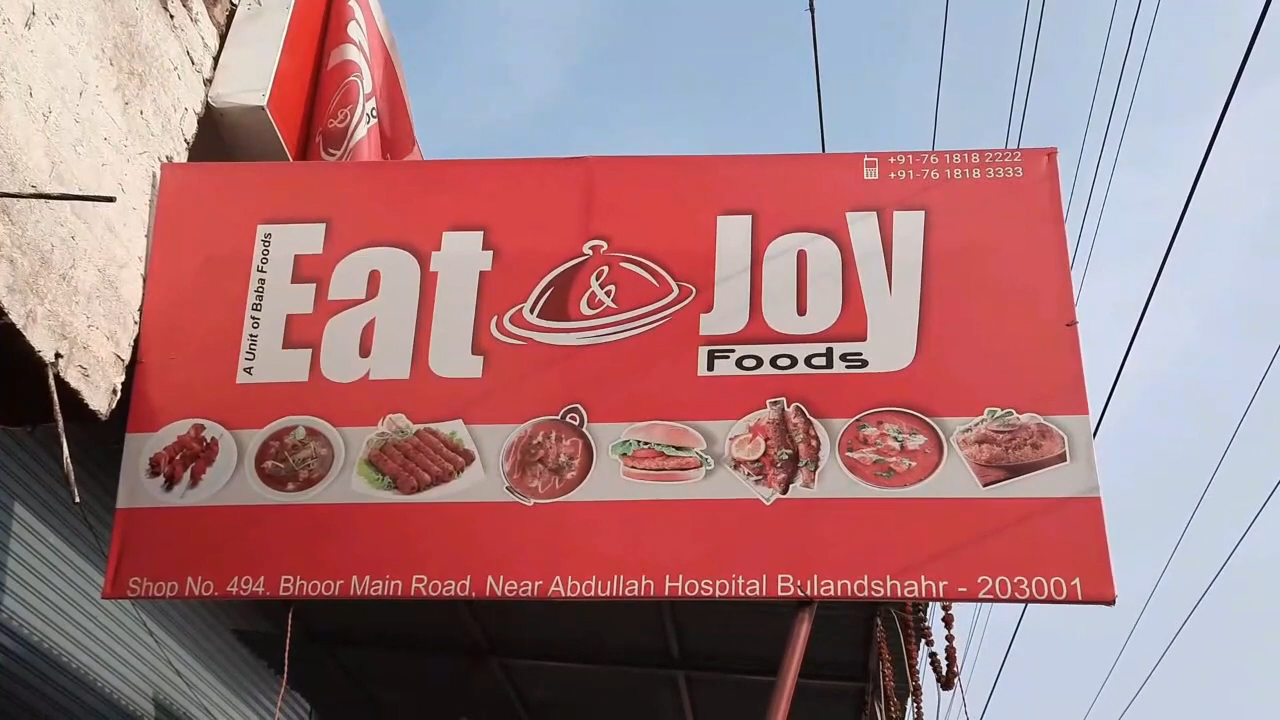 +91-76 1818 2222
+91-76 1818 3333
A Unit of Baba Foods
Eat & Joy
Foods
Shop No. 494. Bhoor Main Road, Near Abdullah Hospital Bulandshahr - 203001